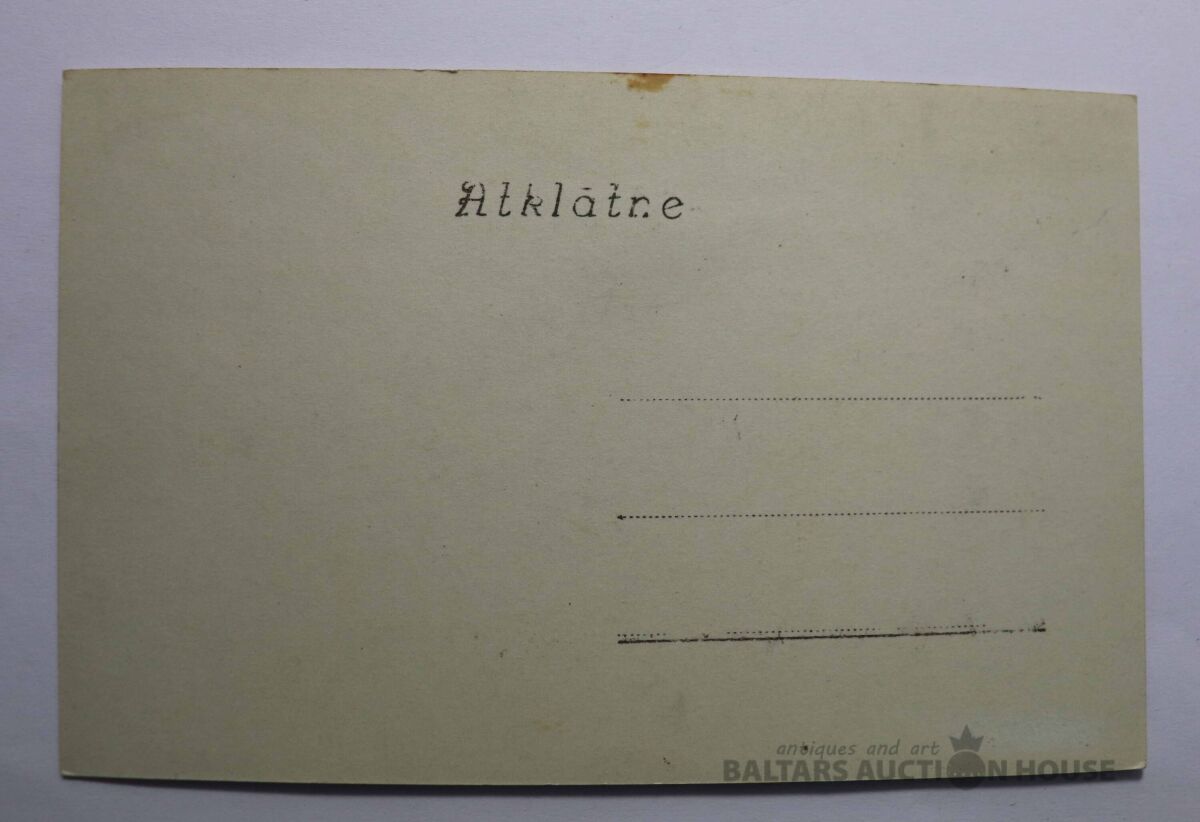 Atklātne
antiques and art
BALTARS AUCTION HOUSE